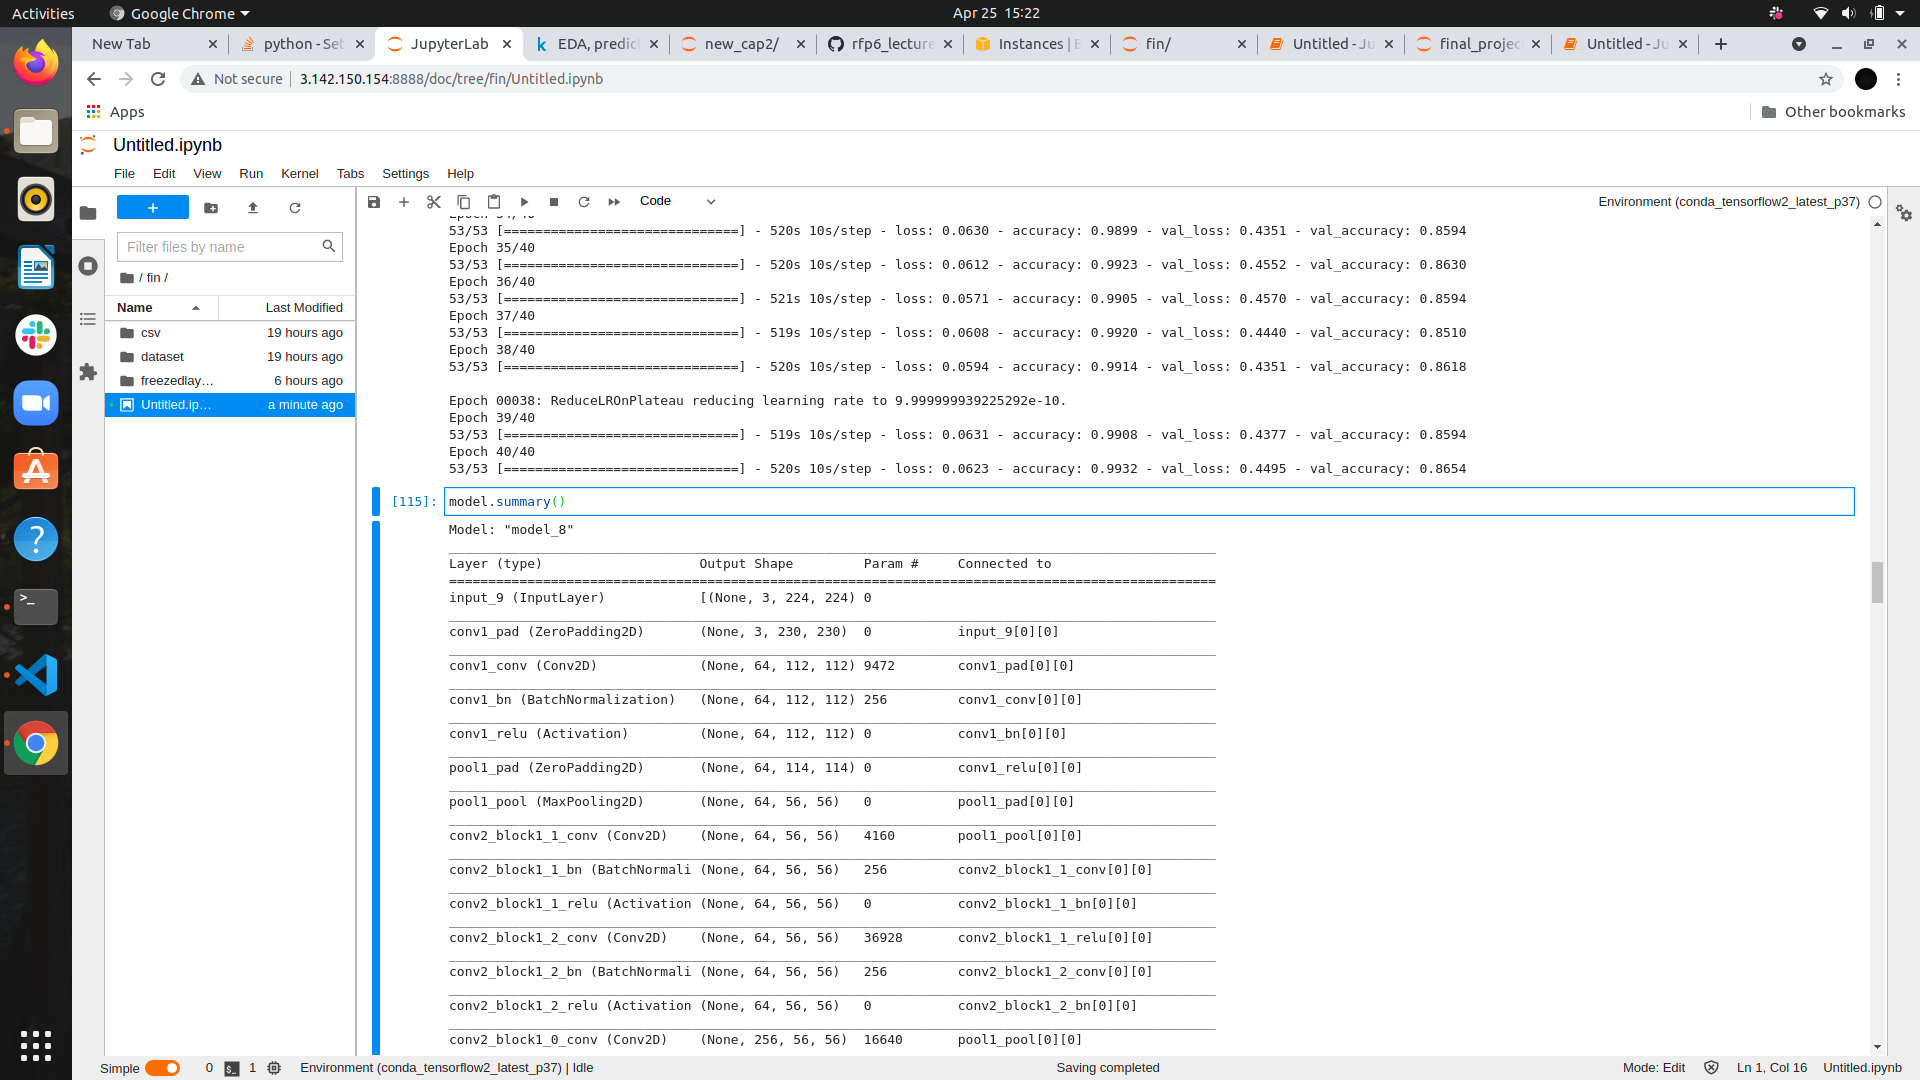 Activities
Google Chrome
Apr 25 15:22
New Tab
python - Set
JupyterLab
EDA, predic
new_cap2/
rfp6_lecture
Instances | E
fin/
Untitled - Ju
final_projec
Untitled - Ju
Not secure
3.142.150.154:8888/doc/tree/fin/Untitled.ipynb
Apps
Other bookmarks
Untitled.ipynb
File Edit View Run Kernel Tabs Settings Help
Code
Environment (conda_tensorflow2_latest_p37)
Filter files by name
/ fin /
Name Last Modified
csv 19 hours ago
dataset 19 hours ago
freezedlay… 6 hours ago
Untitled.ip… a minute ago
Epoch 34/40
53/53 [==============================] - 520s 10s/step - loss: 0.0630 - accuracy: 0.9899 - val_loss: 0.4351 - val_accuracy: 0.8594
Epoch 35/40
53/53 [==============================] - 520s 10s/step - loss: 0.0612 - accuracy: 0.9923 - val_loss: 0.4552 - val_accuracy: 0.8630
Epoch 36/40
53/53 [==============================] - 521s 10s/step - loss: 0.0571 - accuracy: 0.9905 - val_loss: 0.4570 - val_accuracy: 0.8594
Epoch 37/40
53/53 [==============================] - 519s 10s/step - loss: 0.0608 - accuracy: 0.9920 - val_loss: 0.4440 - val_accuracy: 0.8510
Epoch 38/40
53/53 [==============================] - 520s 10s/step - loss: 0.0594 - accuracy: 0.9914 - val_loss: 0.4351 - val_accuracy: 0.8618
Epoch 00038: ReduceLROnPlateau reducing learning rate to 9.999999939225292e-10.
Epoch 39/40
53/53 [==============================] - 519s 10s/step - loss: 0.0631 - accuracy: 0.9908 - val_loss: 0.4377 - val_accuracy: 0.8594
Epoch 40/40
53/53 [==============================] - 520s 10s/step - loss: 0.0623 - accuracy: 0.9932 - val_loss: 0.4495 - val_accuracy: 0.8654
[115]: model.summary()
Model: "model_8"
Layer (type) Output Shape Param # Connected to
input_9 (InputLayer) [(None, 3, 224, 224) 0
conv1_pad (ZeroPadding2D) (None, 3, 230, 230) 0 input_9[0][0]
conv1_conv (Conv2D) (None, 64, 112, 112) 9472 conv1_pad[0][0]
conv1_bn (BatchNormalization) (None, 64, 112, 112) 256 conv1_conv[0][0]
conv1_relu (Activation) (None, 64, 112, 112) 0 conv1_bn[0][0]
pool1_pad (ZeroPadding2D) (None, 64, 114, 114) 0 conv1_relu[0][0]
pool1_pool (MaxPooling2D) (None, 64, 56, 56) 0 pool1_pad[0][0]
conv2_block1_1_conv (Conv2D) (None, 64, 56, 56) 4160 pool1_pool[0][0]
conv2_block1_1_bn (BatchNormali (None, 64, 56, 56) 256 conv2_block1_1_conv[0][0]
conv2_block1_1_relu (Activation (None, 64, 56, 56) 0 conv2_block1_1_bn[0][0]
conv2_block1_2_conv (Conv2D) (None, 64, 56, 56) 36928 conv2_block1_1_relu[0][0]
conv2_block1_2_bn (BatchNormali (None, 64, 56, 56) 256 conv2_block1_2_conv[0][0]
conv2_block1_2_relu (Activation (None, 64, 56, 56) 0 conv2_block1_2_bn[0][0]
conv2_block1_0_conv (Conv2D) (None, 256, 56, 56) 16640 pool1_pool[0][0]
Simple 0 1 Environment (conda_tensorflow2_latest_p37) | Idle
Saving completed
Mode: Edit Ln 1, Col 16 Untitled.ipynb